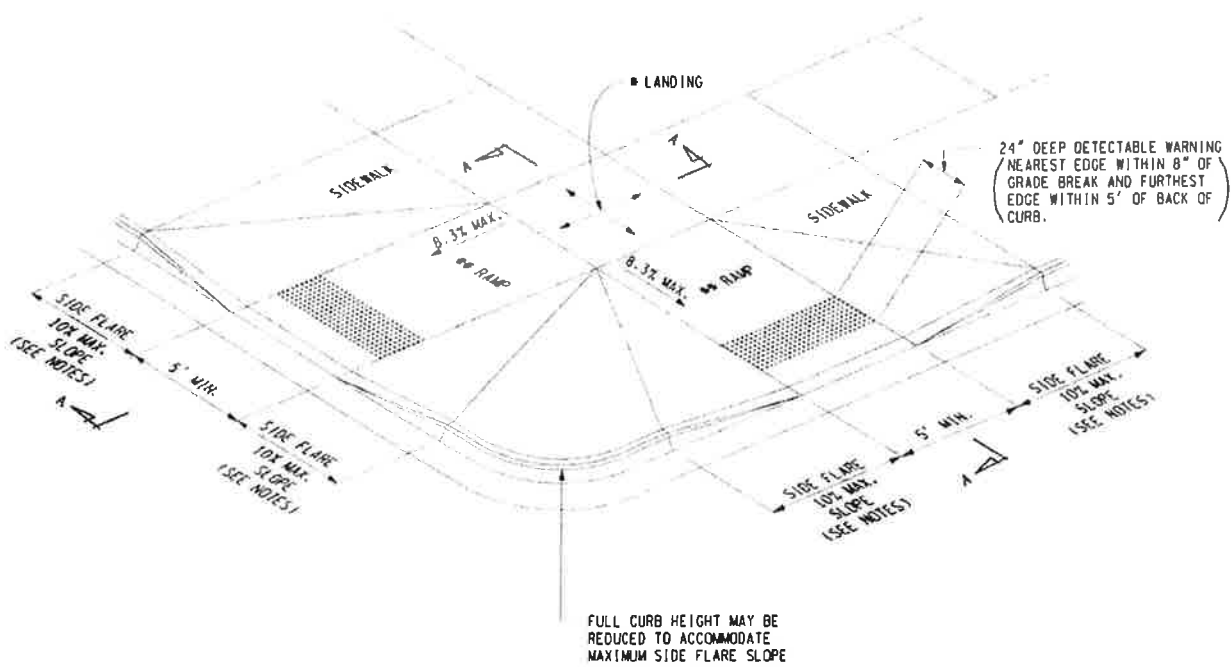 * LANDING
A
A
24" DEEP DETECTABLE WARNING
NEAREST EDGE WITHIN 8" OF
GRADE BREAK AND FURTHEST
EDGE WITHIN 5' OF BACK OF
CURB.
SIDEWALK
SIDEWALK
8.3% MAX.
** RAMP
8.3% MAX.
** RAMP
SIDE FLARE
10% MAX.
SLOPE
(SEE NOTES)
5' MIN.
A
SIDE FLARE
10% MAX.
SLOPE
(SEE NOTES)
SIDE FLARE
10% MAX.
SLOPE
(SEE NOTES)
5' MIN.
A
SIDE FLARE
10% MAX.
SLOPE
(SEE NOTES)
FULL CURB HEIGHT MAY BE
REDUCED TO ACCOMMODATE
MAXIMUM SIDE FLARE SLOPE